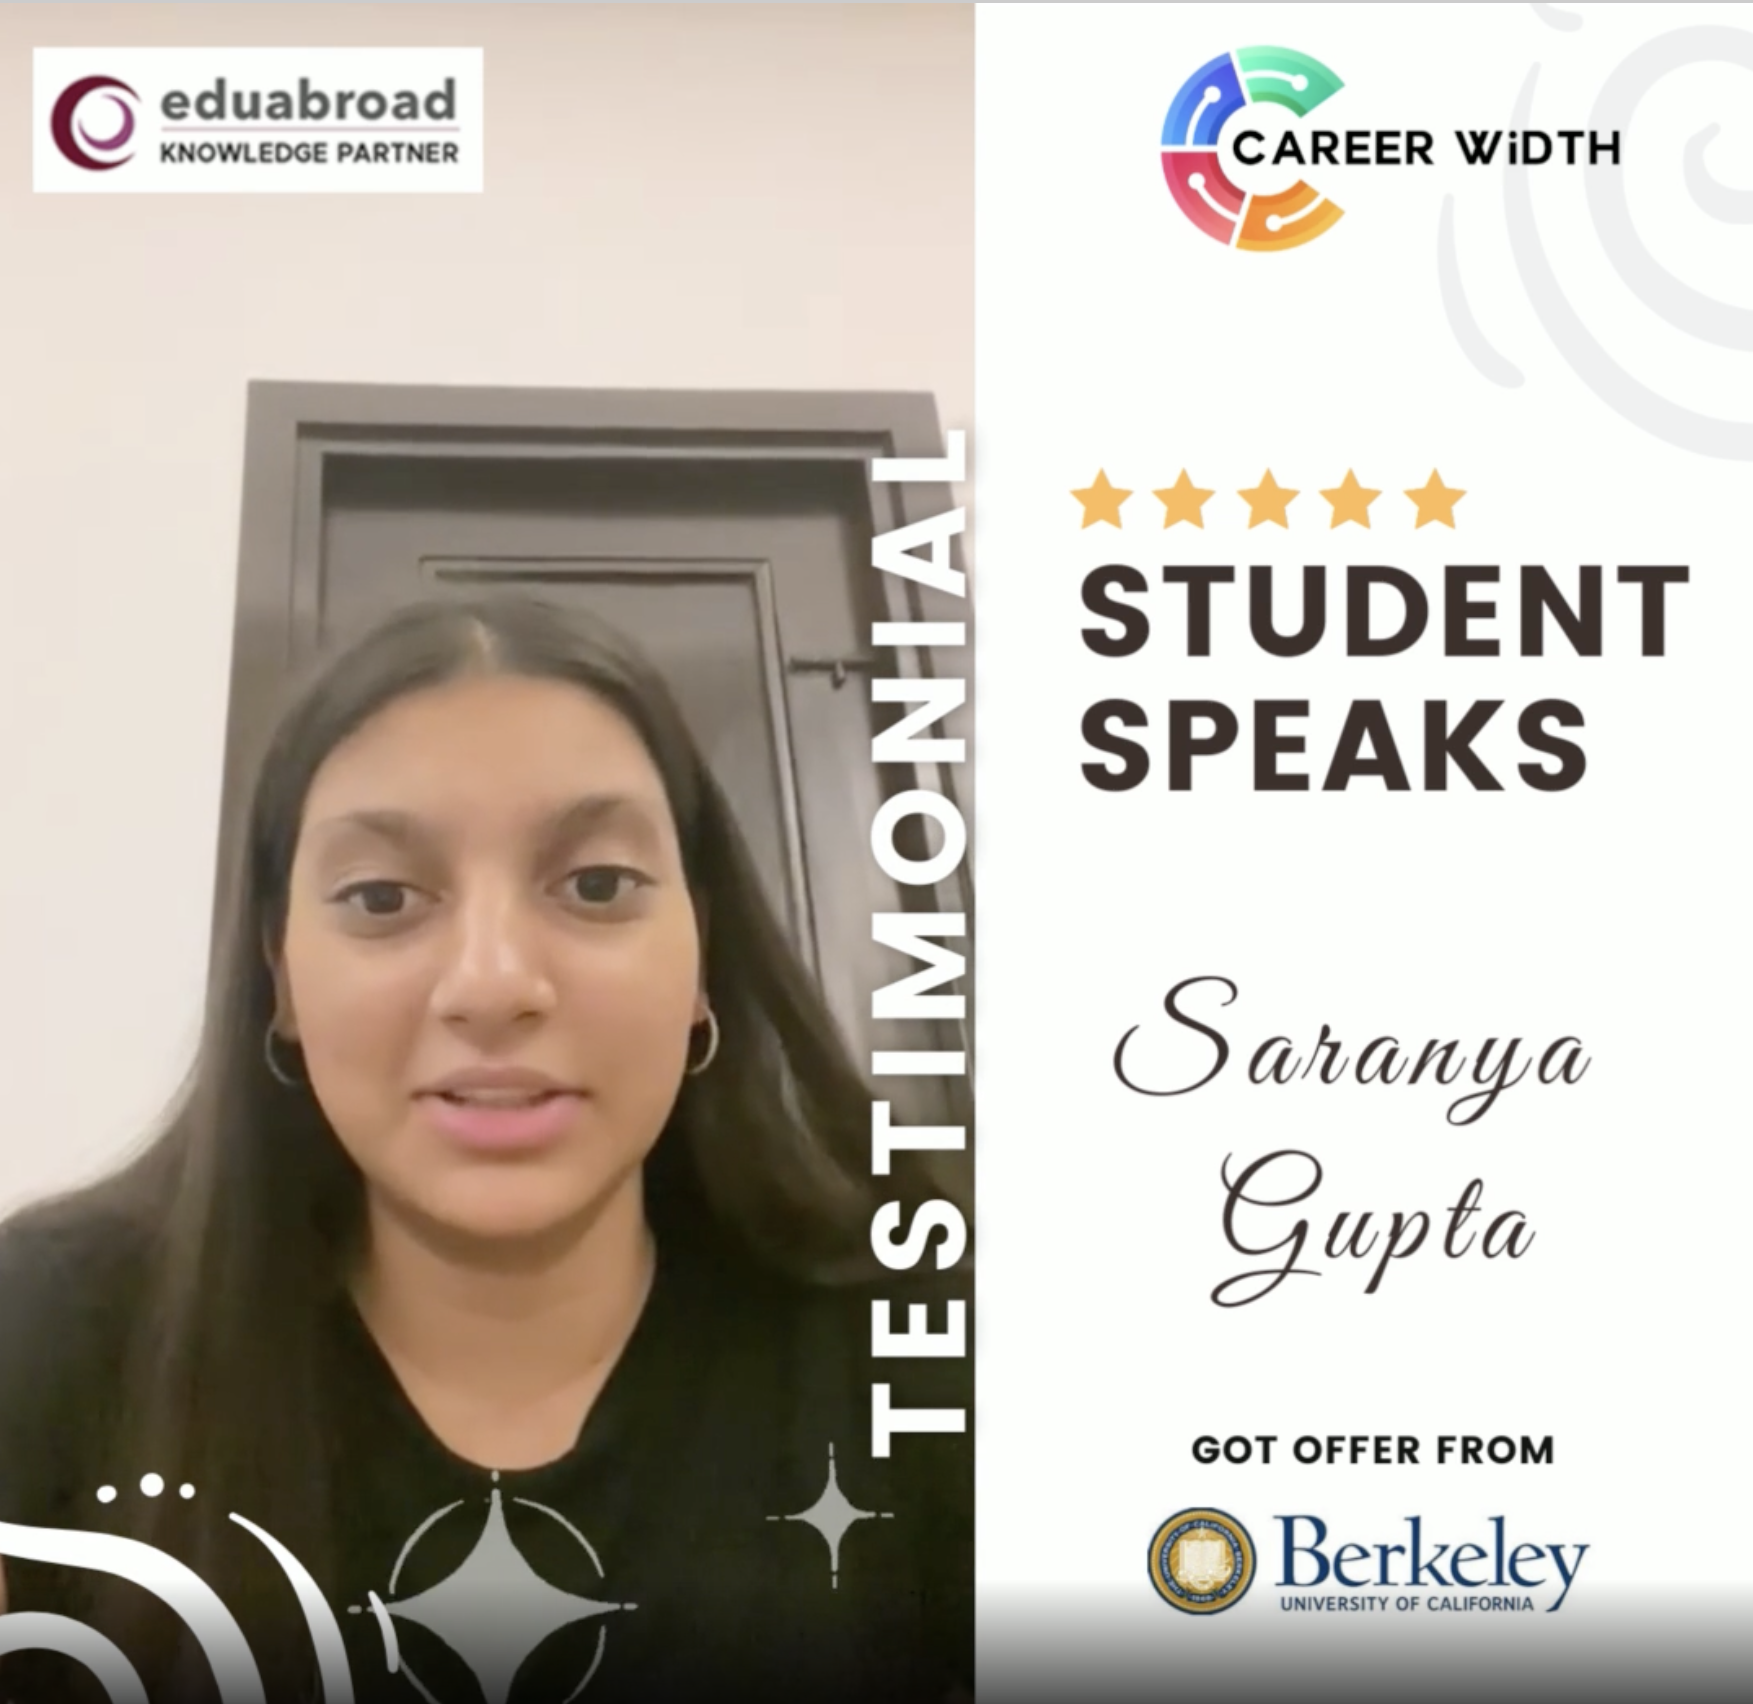 eduabroad
KNOWLEDGE PARTNER
TESTIMONIAL
CAREER WiDTH
STUDENT
SPEAKS
Saranya
Gupta
GOT OFFER FROM
Berkeley
UNIVERSITY OF CALIFORNIA